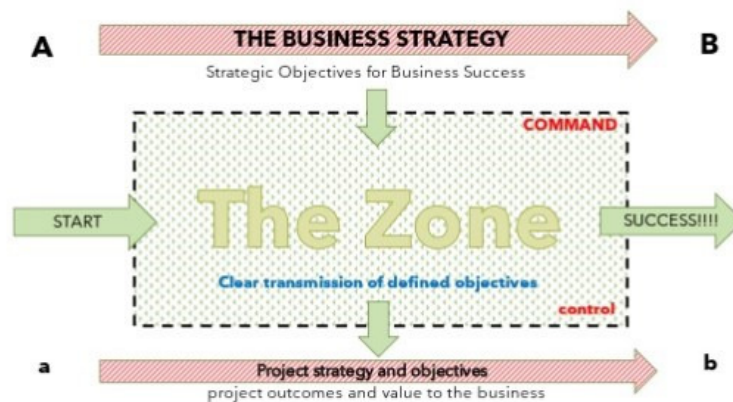 A
THE BUSINESS STRATEGY
B
Strategic Objectives for Business Success
COMMAND
START
The Zone
SUCCESS!!!!
Clear transmission of defined objectives
control
a
Project strategy and objectives
b
project outcomes and value to the business